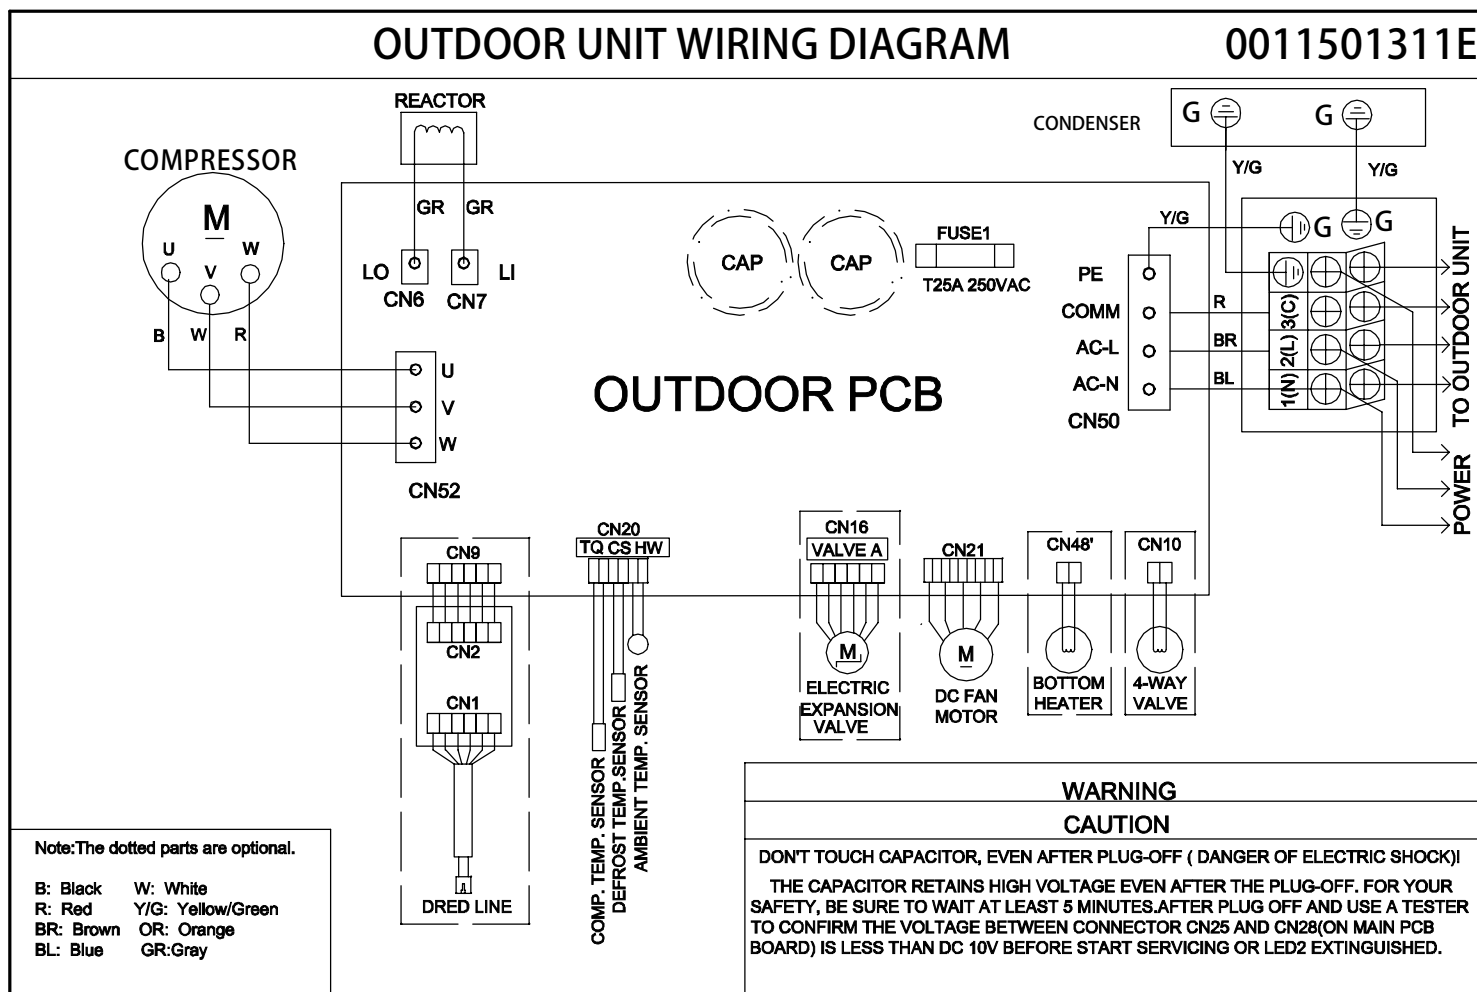 OUTDOOR UNIT WIRING DIAGRAM
0011501311E
REACTOR
COMPRESSOR
M
U
V
W
B
W
R
GR
GR
LO
LI
CN6
CN7
U
V
W
CN52
CAP
CAP
FUSE1
T25A 250VAC
OUTDOOR PCB
CONDENSER
G
G
Y/G
Y/G
Y/G
G
G
PE
COMM
AC-L
AC-N
CN50
R
BR
BL
3(C)
2(L)
1(N)
TO OUTDOOR UNIT
POWER
CN9
CN2
CN1
DRED LINE
CN20
TQ CS HW
COMP. TEMP. SENSOR
DEFROST TEMP.SENSOR
AMBIENT TEMP. SENSOR
CN16
VALVE A
M
ELECTRIC
EXPANSION
VALVE
CN21
M
DC FAN
MOTOR
CN48'
BOTTOM
HEATER
CN10
4-WAY
VALVE
Note:The dotted parts are optional.
B: Black W: White
R: Red Y/G: Yellow/Green
BR: Brown OR: Orange
BL: Blue GR:Gray
WARNING
CAUTION
DON'T TOUCH CAPACITOR, EVEN AFTER PLUG-OFF ( DANGER OF ELECTRIC SHOCK)!
THE CAPACITOR RETAINS HIGH VOLTAGE EVEN AFTER THE PLUG-OFF. FOR YOUR
SAFETY, BE SURE TO WAIT AT LEAST 5 MINUTES.AFTER PLUG OFF AND USE A TESTER
TO CONFIRM THE VOLTAGE BETWEEN CONNECTOR CN25 AND CN28(ON MAIN PCB
BOARD) IS LESS THAN DC 10V BEFORE START SERVICING OR LED2 EXTINGUISHED.